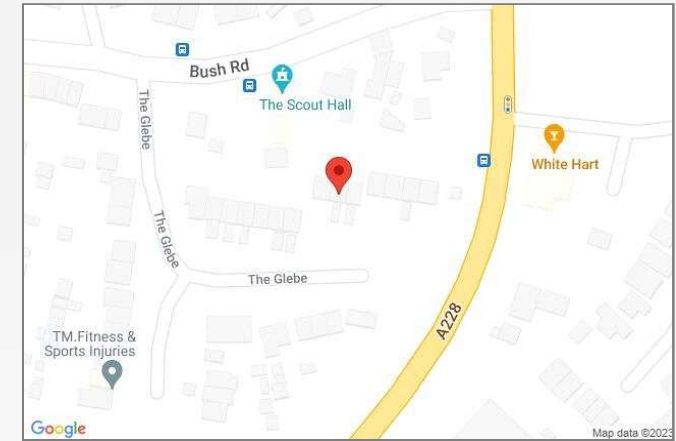 Bush Rd
The Scout Hall
The Glebe
White Hart
The Glebe
The Glebe
A228
TM.Fitness &
Sports Injuries
Google
Map data ©2023